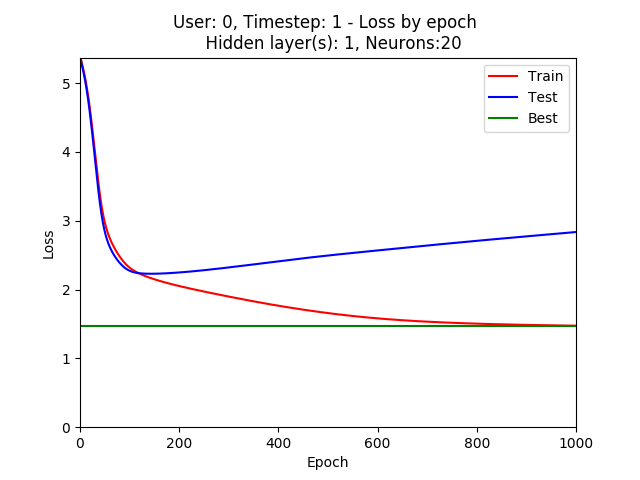 User: 0, Timestep: 1 - Loss by epoch
Hidden layer(s): 1, Neurons:20
Train
Test
Best
Loss
5
4
3
2
1
0
0 200 400 600 800 1000
Epoch